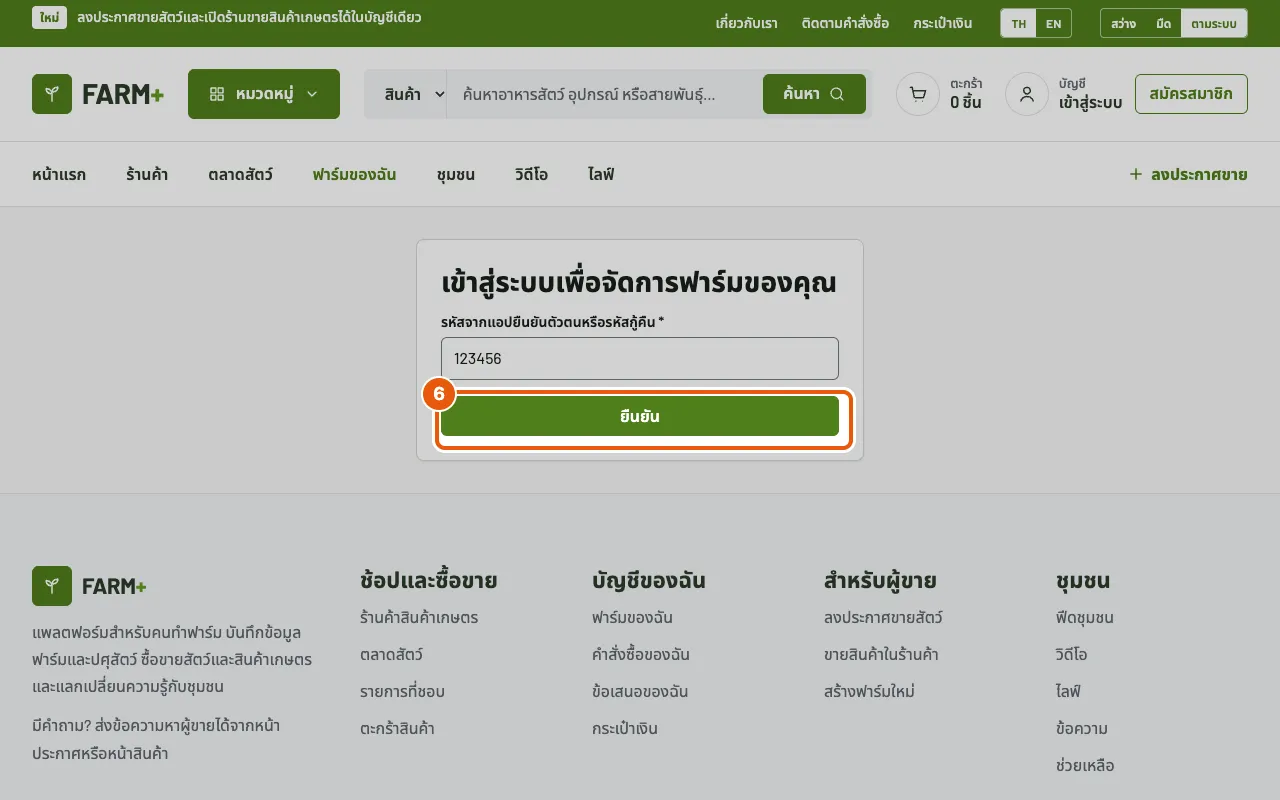 ใหม่ ลงประกาศขายสัตว์และเปิดร้านขายสินค้าเกษตรได้ในบัญชีเดียว
เกี่ยวกับเรา ติดตามคำสั่งซื้อ กระเป๋าเงิน TH EN สว่าง มืด ตามระบบ
FARM+ หมวดหมู่ สินค้า ค้นหาอาหารสัตว์ อุปกรณ์ หรือสายพันธุ์... ค้นหา
ตะกร้า
0 ชิ้น
บัญชี
เข้าสู่ระบบ
สมัครสมาชิก
หน้าแรก ร้านค้า ตลาดสัตว์ ฟาร์มของฉัน ชุมชน วิดีโอ ไลฟ์ + ลงประกาศขาย
เข้าสู่ระบบเพื่อจัดการฟาร์มของคุณ
รหัสจากแอปยืนยันตัวตนหรือรหัสกู้คืน *
123456
6
ยืนยัน
FARM+
แพลตฟอร์มสำหรับคนทำฟาร์ม บันทึกข้อมูล
ฟาร์มและปศุสัตว์ ซื้อขายสัตว์และสินค้าเกษตร
และแลกเปลี่ยนความรู้กับชุมชน
มีคำถาม? ส่งข้อความหาผู้ขายได้จากหน้า
ประกาศหรือหน้าสินค้า
ช้อปและซื้อขาย
ร้านค้าสินค้าเกษตร
ตลาดสัตว์
รายการที่ชอบ
ตะกร้าสินค้า
บัญชีของฉัน
ฟาร์มของฉัน
คำสั่งซื้อของฉัน
ข้อเสนอของฉัน
กระเป๋าเงิน
สำหรับผู้ขาย
ลงประกาศขายสัตว์
ขายสินค้าในร้านค้า
สร้างฟาร์มใหม่
ชุมชน
ฟีดชุมชน
วิดีโอ
ไลฟ์
ข้อความ
ช่วยเหลือ